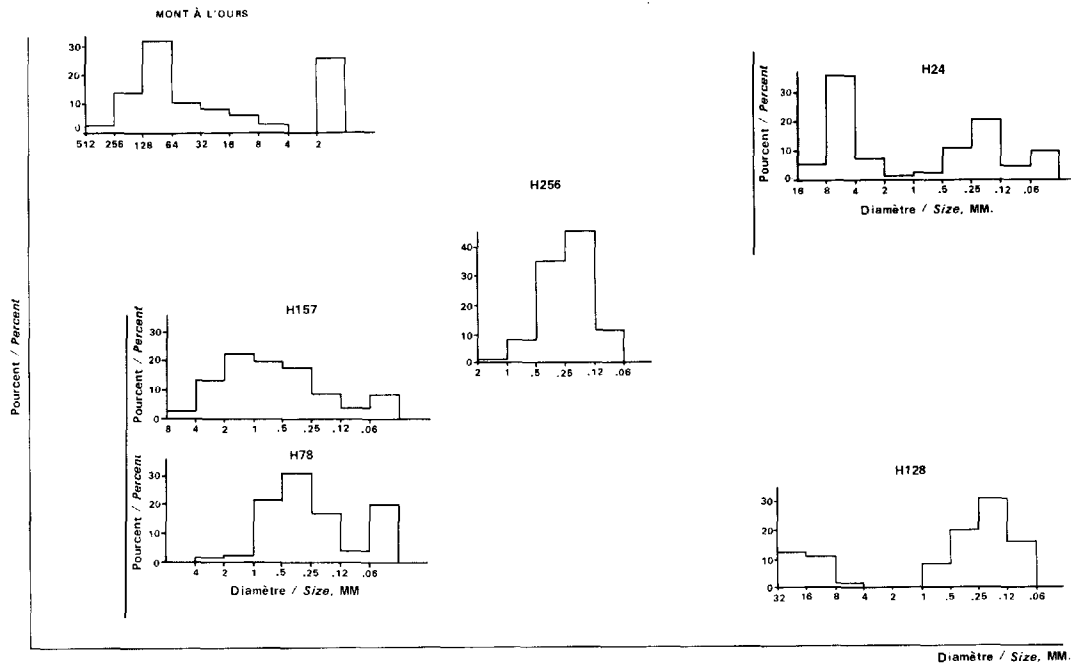 MONT À L'OURS
30
20
10
0
512 256 128 64 32 16 8 4 2
H24
Pourcent / Percent
30
20
10
0
16 8 4 2 1 .5 .25 .12 .06
Diamètre / Size, MM.
H256
40
30
20
10
0
2 1 .5 .25 .12 .06
Pourcent / Percent
H157
Pourcent / Percent
30
20
10
0
8 4 2 1 .5 .25 .12 .06
H78
Pourcent / Percent
30
20
10
0
4 2 1 .5 .25 .12 .06
Diamètre / Size, MM
H128
30
20
10
0
32 16 8 4 2 1 .5 .25 .12 .06
Diamètre / Size, MM.